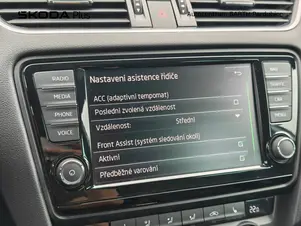 ŠKODA Plus
RADIO
MEDIA
PHONE
VOICE
Nastavení asistence řidiče
ACC (adaptivní tempomat)
Poslední zvolená vzdálenost
Vzdálenost: Střední
Front Assist (systém sledování okolí)
Aktivní
Předběžné varování